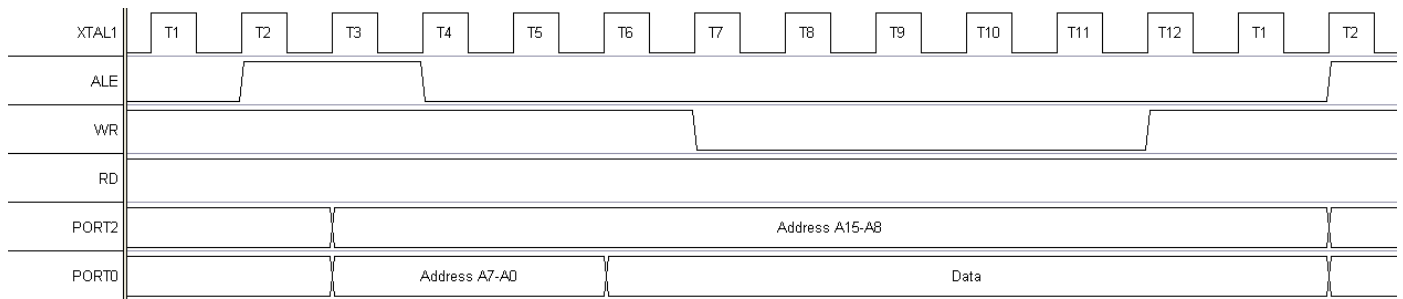 XTAL1 T1 T2 T3 T4 T5 T6 T7 T8 T9 T10 T11 T12 T1 T2
ALE
WR
RD
PORT2 Address A15-A8
PORT0 Address A7-A0 Data